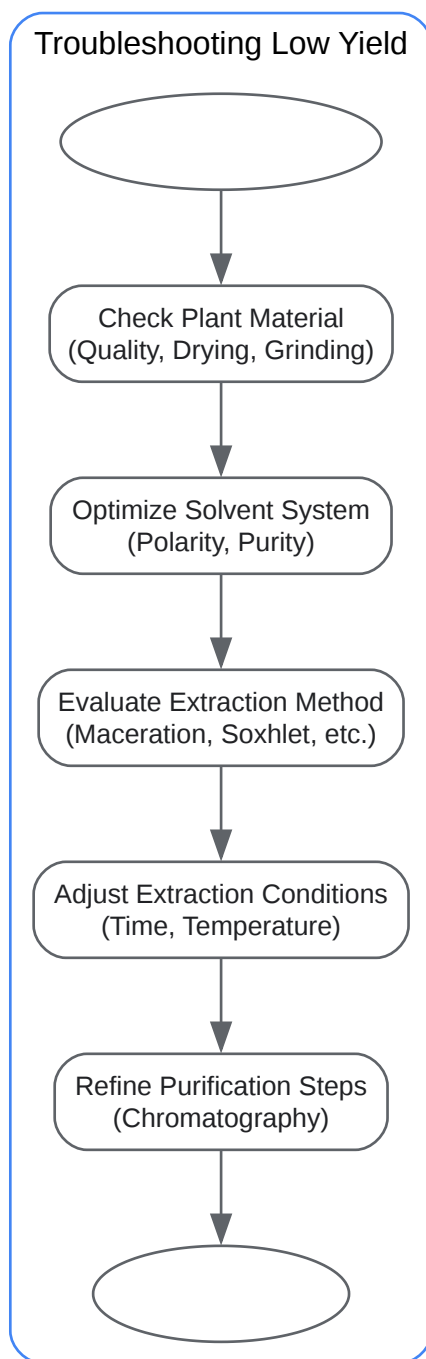 Troubleshooting Low Yield
Check Plant Material
(Quality, Drying, Grinding)
Optimize Solvent System
(Polarity, Purity)
Evaluate Extraction Method
(Maceration, Soxhlet, etc.)
Adjust Extraction Conditions
(Time, Temperature)
Refine Purification Steps
(Chromatography)